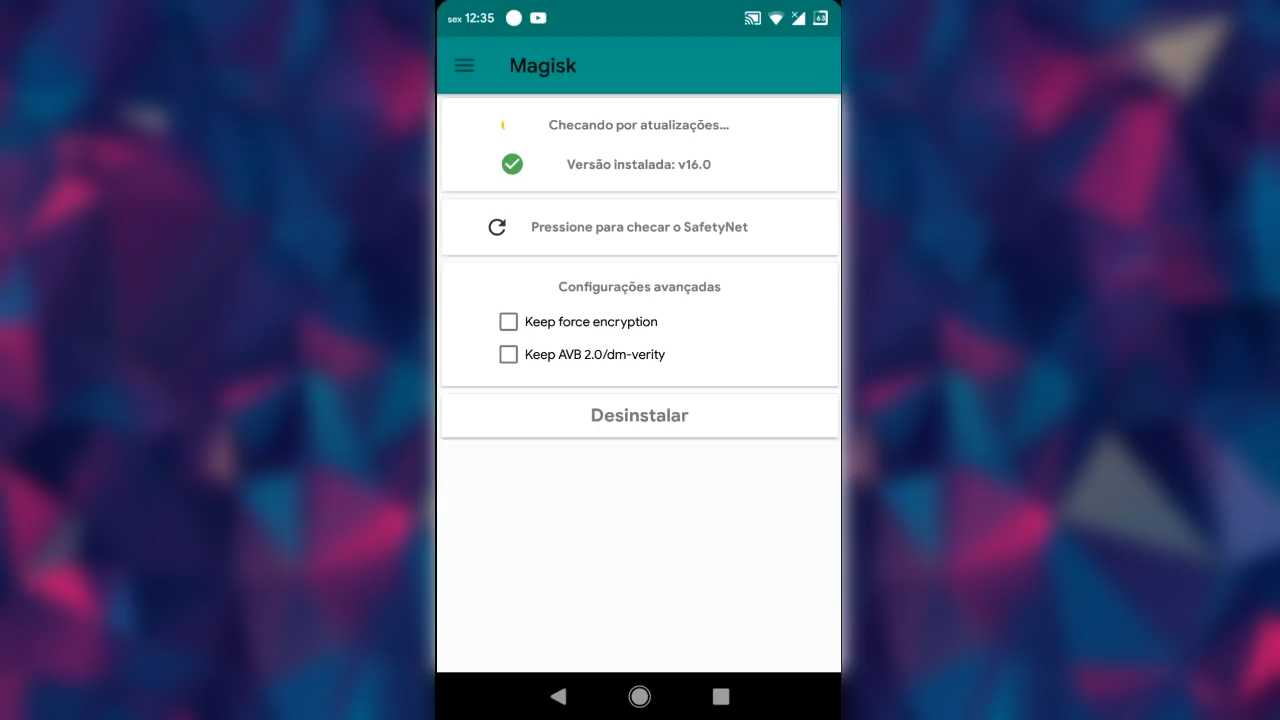 sex 12:35
63
Magisk
Checando por atualizações...
Versão instalada: v16.0
Pressione para checar o SafetyNet
Configurações avançadas
Keep force encryption
Keep AVB 2.0/dm-verity
Desinstalar